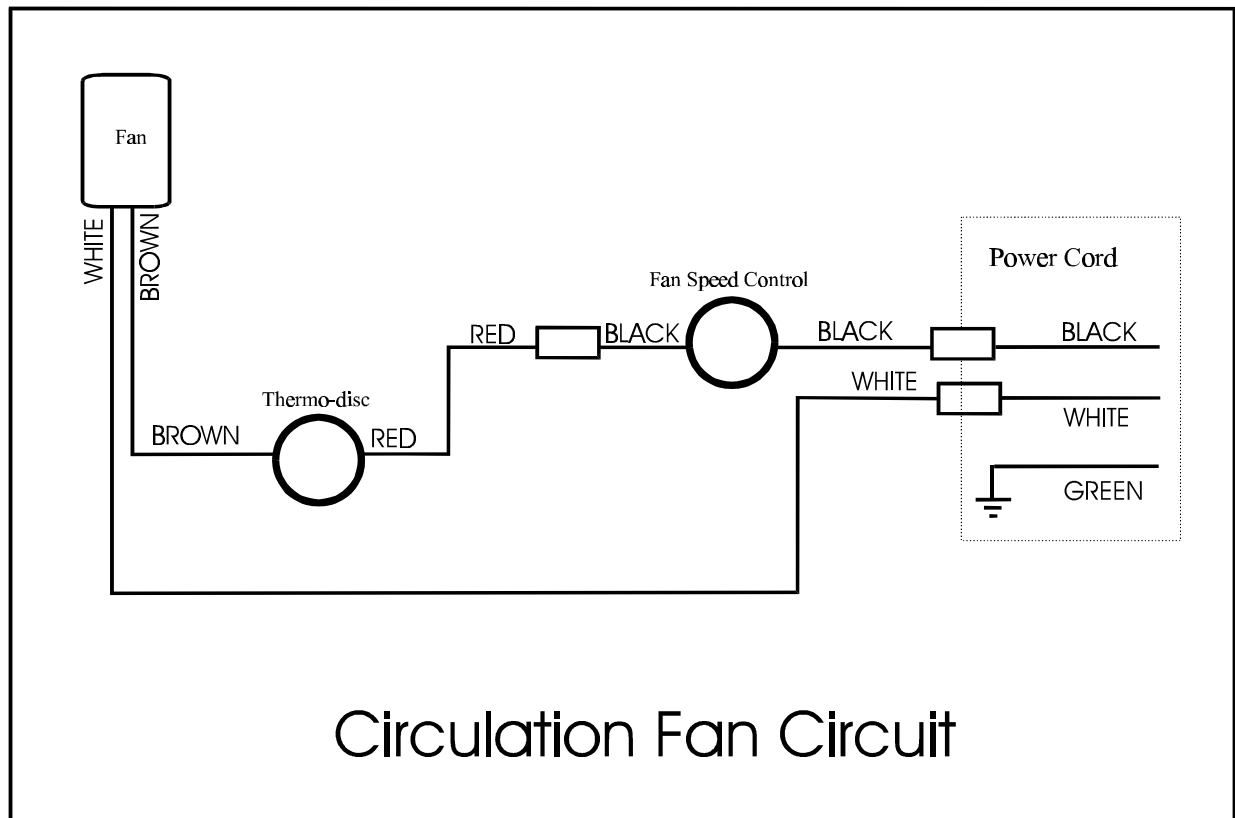 Fan
WHITE
BROWN
Power Cord
Fan Speed Control
RED
BLACK
BLACK
BLACK
WHITE
Thermo-disc
WHITE
BROWN
RED
GREEN
Circulation Fan Circuit